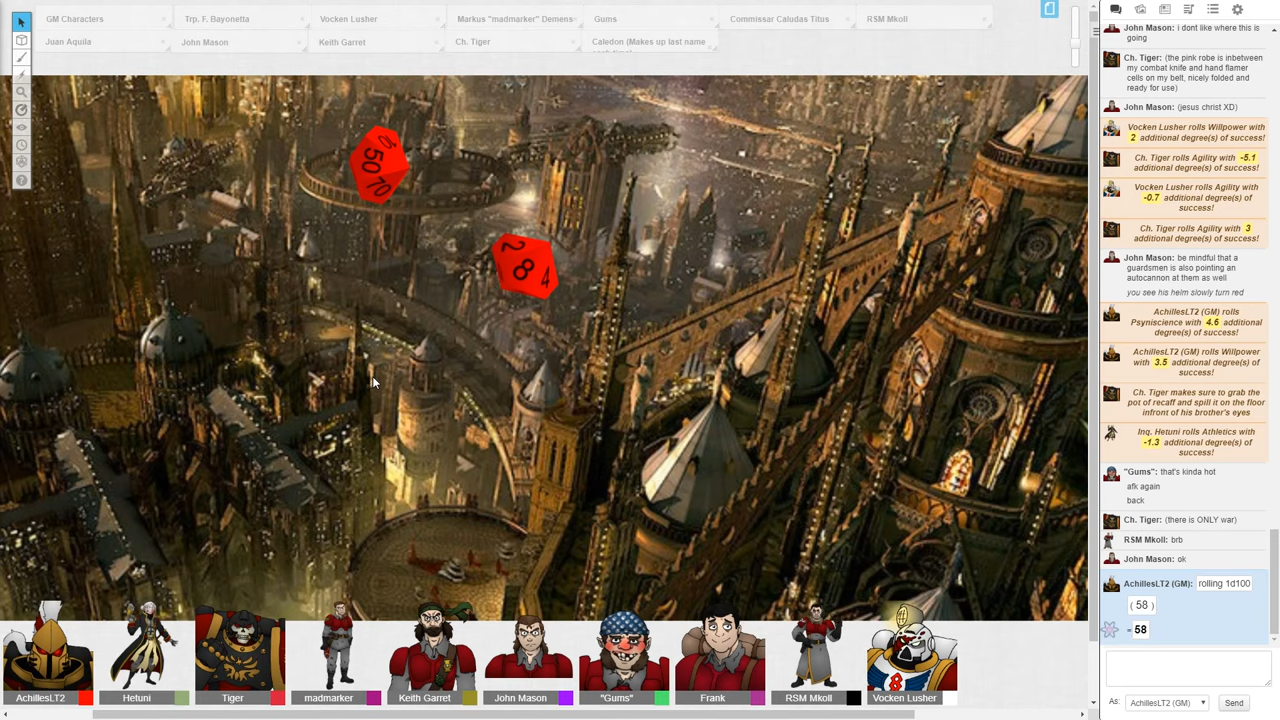 GM Characters
Trp. F. Bayonetta
Vocken Lusher
Markus "madmarker" Demens
Gums
Commissar Caludas Titus
RSM Mkoll
Juan Aquila
John Mason
Keith Garret
Ch. Tiger
Caledon (Makes up last name
50
70
2
8
4
John Mason: i dont like where this is
going
Ch. Tiger: (the pink robe is inbetween
my combat knife and hand flamer
cells on my belt, nicely folded and
ready for use)
John Mason: (jesus christ XD)
Vocken Lusher rolls Willpower with
2 additional degree(s) of success!
Ch. Tiger rolls Agility with -5.1
additional degree(s) of success!
Vocken Lusher rolls Agility with
-0.7 additional degree(s) of
success!
Ch. Tiger rolls Agility with 3
additional degree(s) of success!
John Mason: be mindful that a
guardsmen is also pointing an
autocannon at them as well
you see his helm slowly turn red
AchillesLT2 (GM) rolls
Psyniscience with 4.6 additional
degree(s) of success!
AchillesLT2 (GM) rolls Willpower
with 3.5 additional degree(s) of
success!
Ch. Tiger makes sure to grab the
pot of recaff and spill it on the floor
infront of his brother's eyes
Inq. Hetuni rolls Athletics with
-1.3 additional degree(s) of
success!
"Gums": that's kinda hot
afk again
back
Ch. Tiger: (there is ONLY war)
RSM Mkoll: brb
John Mason: ok
AchillesLT2 (GM): rolling 1d100
( 58 )
= 58
AchillesLT2
Hetuni
Tiger
madmarker
Keith Garret
John Mason
"Gums"
Frank
RSM Mkoll
Vocken Lusher
As: AchillesLT2 (GM) Send